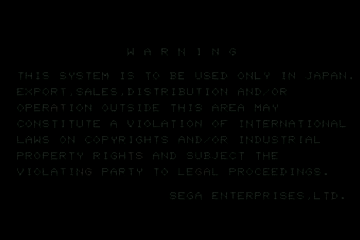 W A R N I N G
THIS SYSTEM IS TO BE USED ONLY IN JAPAN.
EXPORT,SALES,DISTRIBUTION AND/OR
OPERATION OUTSIDE THIS AREA MAY
CONSTITUTE A VIOLATION OF INTERNATIONAL
LAWS ON COPYRIGHTS AND/OR INDUSTRIAL
PROPERTY RIGHTS AND SUBJECT THE
VIOLATING PARTY TO LEGAL PROCEEDINGS.
SEGA ENTERPRISES,LTD.